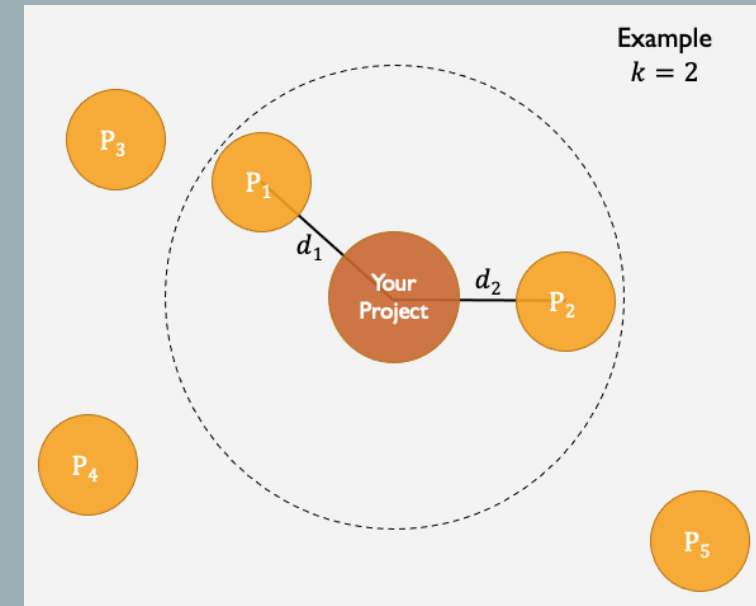 Example
k = 2
P₃
P₁
d₁
Your
Project
d₂
P₂
P₄
P₅